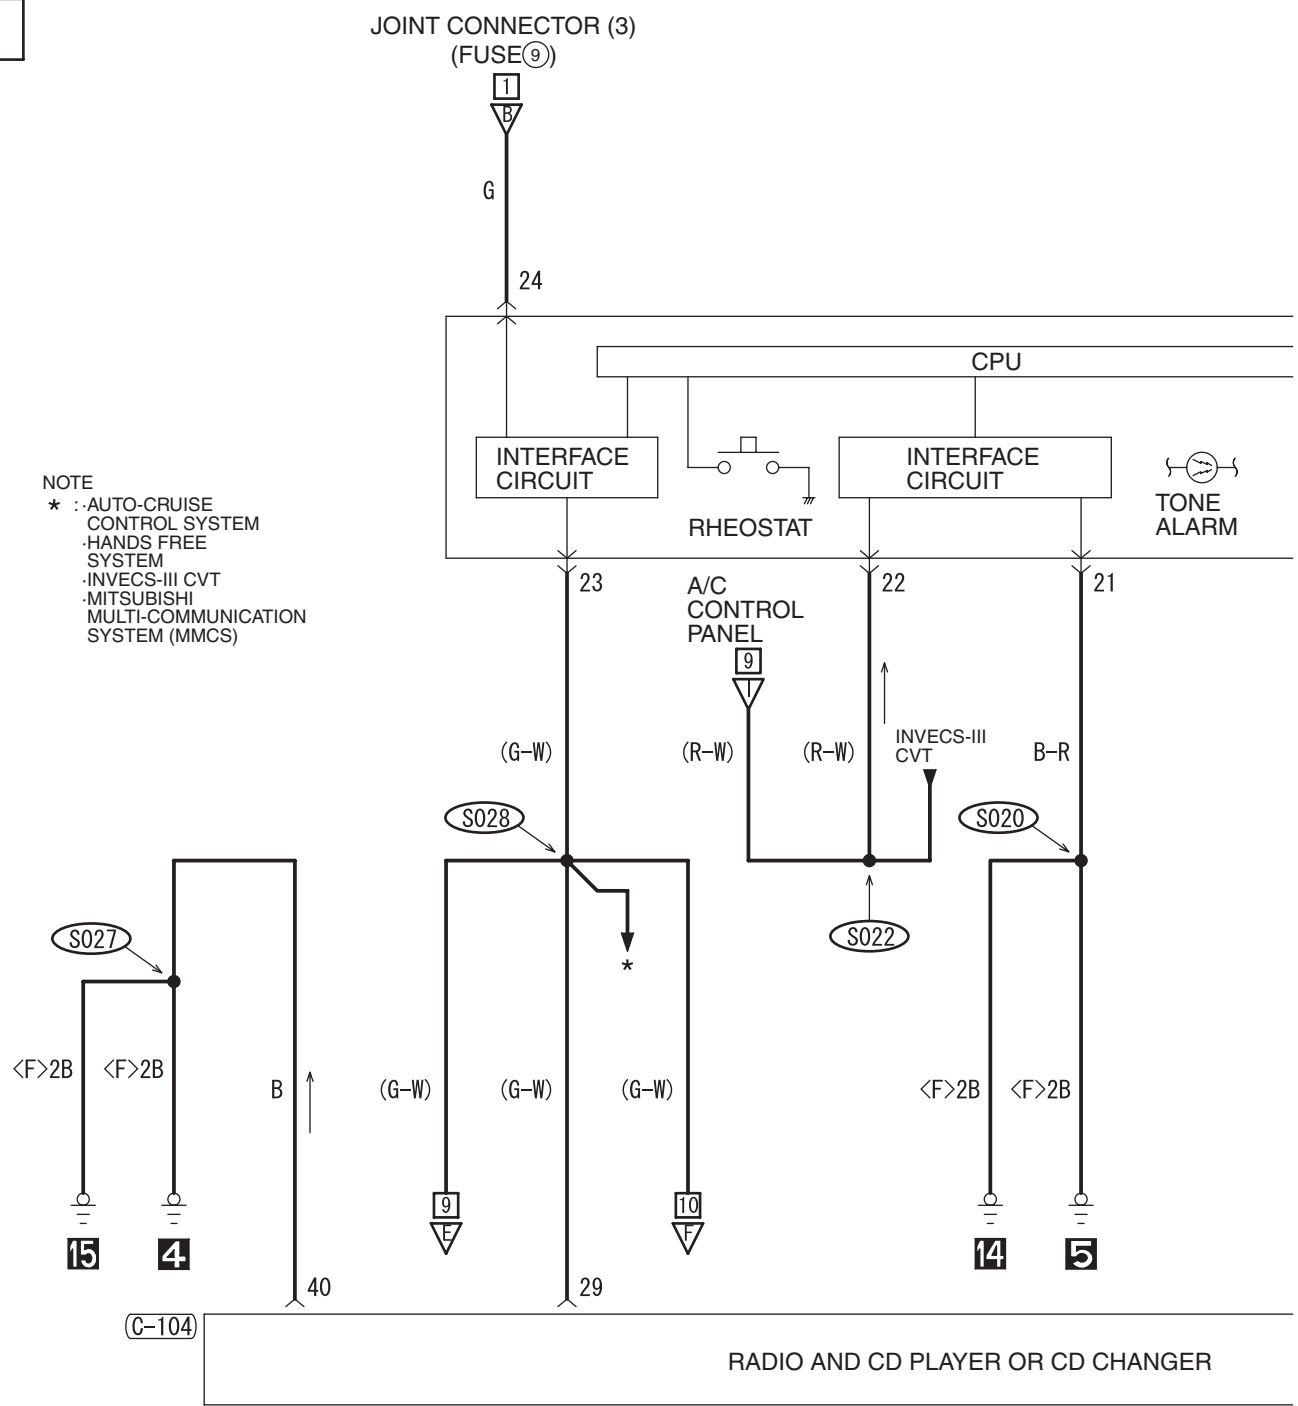 JOINT CONNECTOR (3)
(FUSE⑨)
1
B
G
24
CPU
INTERFACE
CIRCUIT
RHEOSTAT
INTERFACE
CIRCUIT
TONE
ALARM
NOTE
* : ·AUTO-CRUISE
CONTROL SYSTEM
·HANDS FREE
SYSTEM
·INVECS-III CVT
·MITSUBISHI
MULTI-COMMUNICATION
SYSTEM (MMCS)
23
A/C
CONTROL
PANEL
22
21
9
I
(G-W)
(R-W)
(R-W)
INVECS-III
CVT
B-R
S028
S020
S027
S022
*
<F>2B
<F>2B
B
(G-W)
(G-W)
(G-W)
<F>2B
<F>2B
9
E
10
F
15
4
14
5
40
29
(C-104)
RADIO AND CD PLAYER OR CD CHANGER